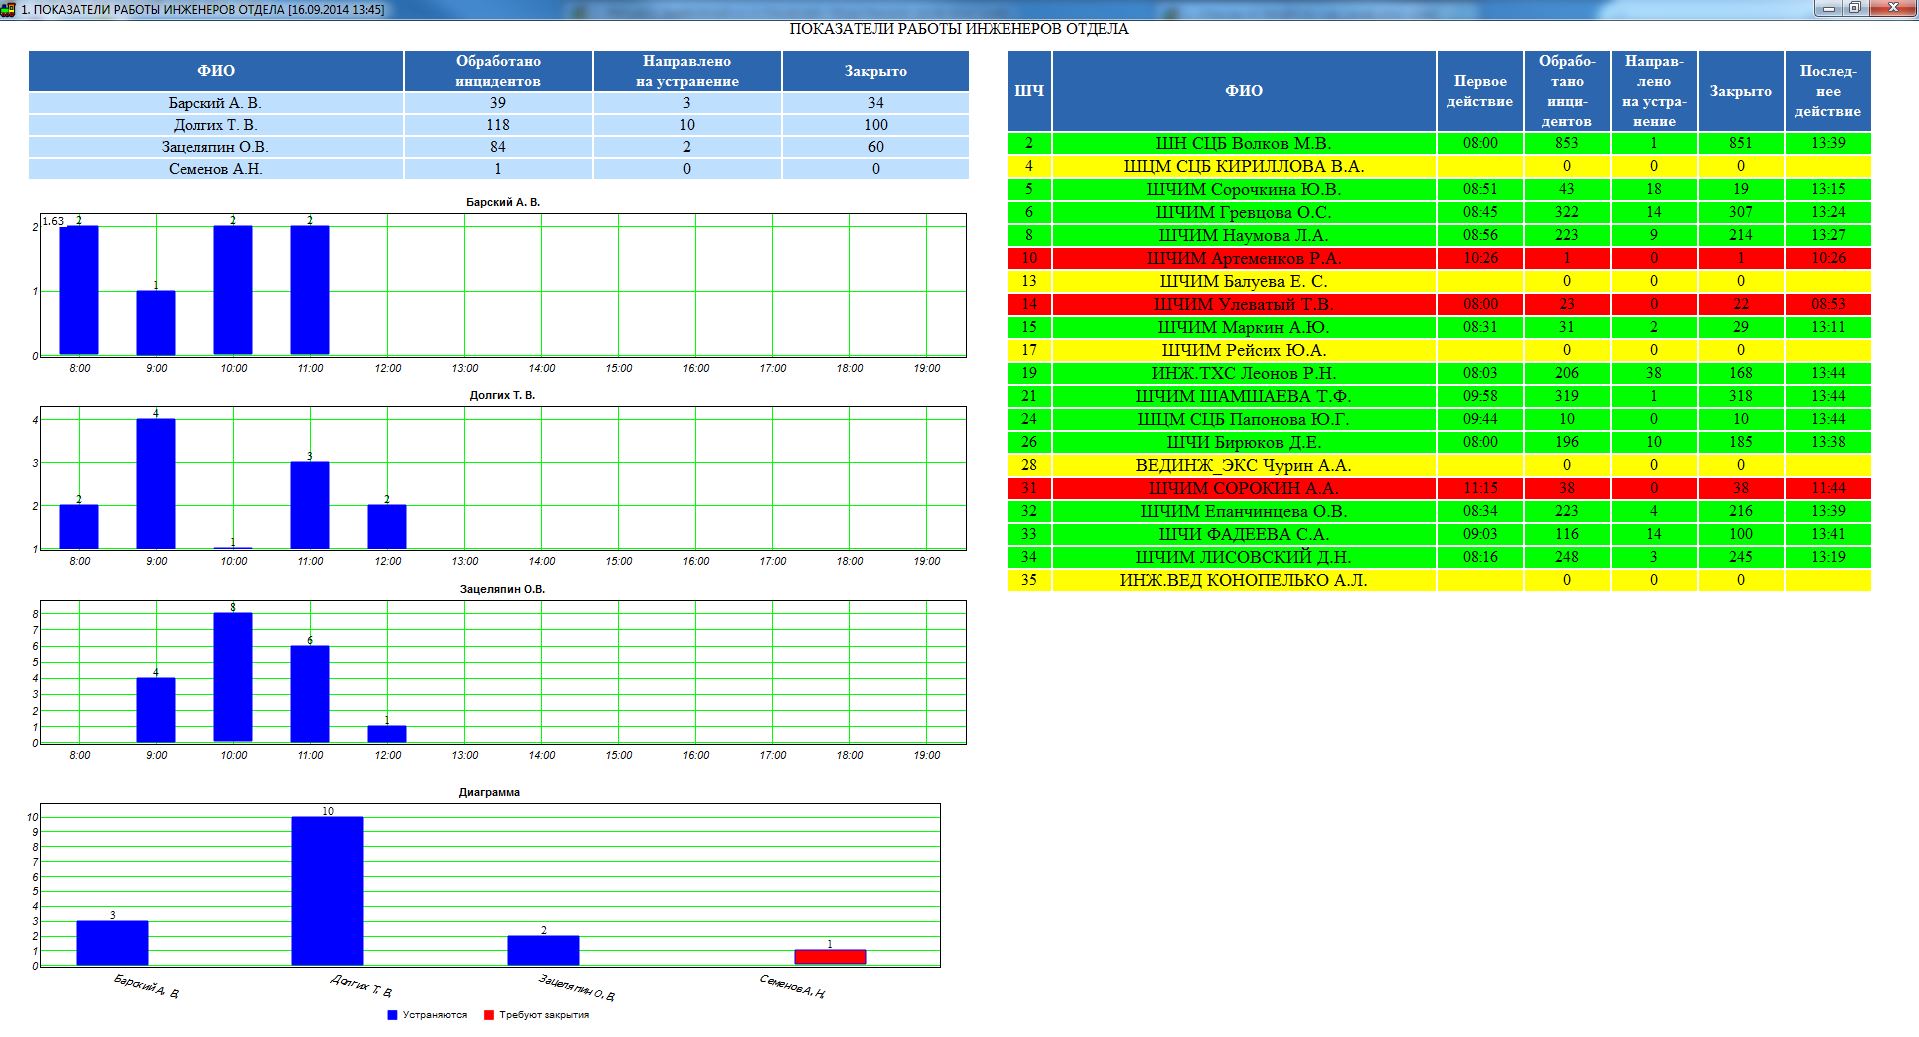 1. ПОКАЗАТЕЛИ РАБОТЫ ИНЖЕНЕРОВ ОТДЕЛА [16.09.2014 13:45]
ПОКАЗАТЕЛИ РАБОТЫ ИНЖЕНЕРОВ ОТДЕЛА
ФИО Обработано инцидентов Направлено на устранение Закрыто
Барский А. В. 39 3 34
Долгих Т. В. 118 10 100
Зацеляпин О.В. 84 2 60
Семенов А.Н. 1 0 0
Барский А. В.
1.63 2 2 2
2
1 1
0
8:00 9:00 10:00 11:00 12:00 13:00 14:00 15:00 16:00 17:00 18:00 19:00
Долгих Т. В.
4 4
3 3
2 2 2
1 1
8:00 9:00 10:00 11:00 12:00 13:00 14:00 15:00 16:00 17:00 18:00 19:00
Зацеляпин О.В.
8 8
7
6 6
5
4 4
3
2
1 1
0
8:00 9:00 10:00 11:00 12:00 13:00 14:00 15:00 16:00 17:00 18:00 19:00
Диаграмма
10 10
9
8
7
6
5
4
3 3
2 2
1 1
0
Барский А. В. Долгих Т. В. Зацеляпин О. В. Семенов А. Н.
Устраняются Требуют закрытия
ШЧ ФИО Первое действие Обрабо-тано инци-дентов Направ-лено на устра-нение Закрыто Послед-нее действие
2 ШН СЦБ Волков М.В. 08:00 853 1 851 13:39
4 ШЦМ СЦБ КИРИЛЛОВА В.А. 0 0 0
5 ШЧИМ Сорочкина Ю.В. 08:51 43 18 19 13:15
6 ШЧИМ Гревцова О.С. 08:45 322 14 307 13:24
8 ШЧИМ Наумова Л.А. 08:56 223 9 214 13:27
10 ШЧИМ Артеменков Р.А. 10:26 1 0 1 10:26
13 ШЧИМ Балуева Е. С. 0 0 0
14 ШЧИМ Улеватый Т.В. 08:00 23 0 22 08:53
15 ШЧИМ Маркин А.Ю. 08:31 31 2 29 13:11
17 ШЧИМ Рейсих Ю.А. 0 0 0
19 ИНЖ.ТХС Леонов Р.Н. 08:03 206 38 168 13:44
21 ШЧИМ ШАМШАЕВА Т.Ф. 09:58 319 1 318 13:44
24 ШЦМ СЦБ Папонова Ю.Г. 09:44 10 0 10 13:44
26 ШЧИ Бирюков Д.Е. 08:00 196 10 185 13:38
28 ВЕДИНЖ_ЭКС Чурин А.А. 0 0 0
31 ШЧИМ СОРОКИН А.А. 11:15 38 0 38 11:44
32 ШЧИМ Епанчинцева О.В. 08:34 223 4 216 13:39
33 ШЧИ ФАДЕЕВА С.А. 09:03 116 14 100 13:41
34 ШЧИМ ЛИСОВСКИЙ Д.Н. 08:16 248 3 245 13:19
35 ИНЖ.ВЕД КОНОПЕЛЬКО А.Л. 0 0 0